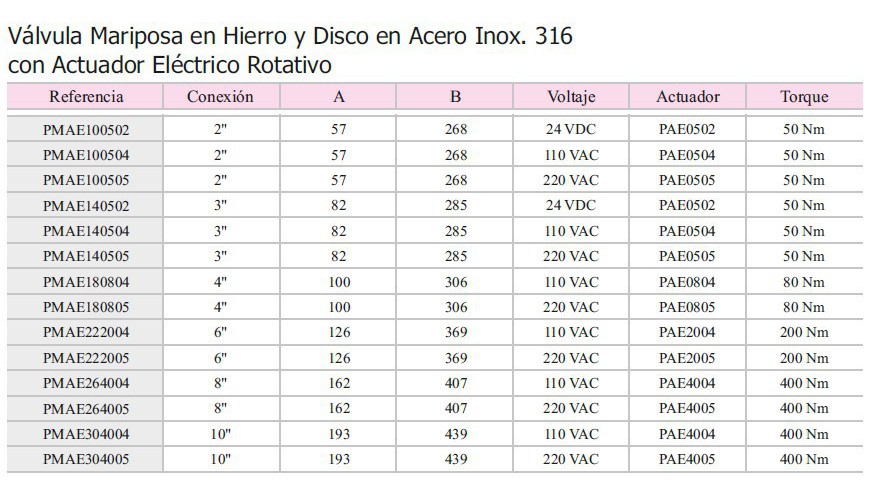 Válvula Mariposa en Hierro y Disco en Acero Inox. 316
con Actuador Eléctrico Rotativo
Referencia Conexión A B Voltaje Actuador Torque
PMAE100502 2" 57 268 24 VDC PAE0502 50 Nm
PMAE100504 2" 57 268 110 VAC PAE0504 50 Nm
PMAE100505 2" 57 268 220 VAC PAE0505 50 Nm
PMAE140502 3" 82 285 24 VDC PAE0502 50 Nm
PMAE140504 3" 82 285 110 VAC PAE0504 50 Nm
PMAE140505 3" 82 285 220 VAC PAE0505 50 Nm
PMAE180804 4" 100 306 110 VAC PAE0804 80 Nm
PMAE180805 4" 100 306 220 VAC PAE0805 80 Nm
PMAE222004 6" 126 369 110 VAC PAE2004 200 Nm
PMAE222005 6" 126 369 220 VAC PAE2005 200 Nm
PMAE264004 8" 162 407 110 VAC PAE4004 400 Nm
PMAE264005 8" 162 407 220 VAC PAE4005 400 Nm
PMAE304004 10" 193 439 110 VAC PAE4004 400 Nm
PMAE304005 10" 193 439 220 VAC PAE4005 400 Nm